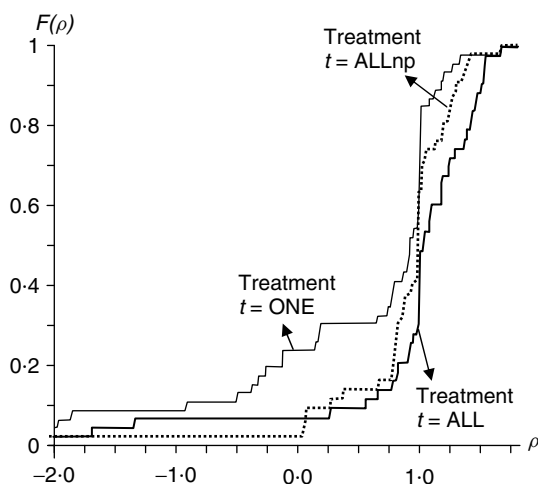 F(ρ)
1
Treatment
t = ALLnp
0·8
0·6
0·4
Treatment
t = ONE
0·2
Treatment
t = ALL
0
ρ
−2·0
−1·0
0·0
1·0